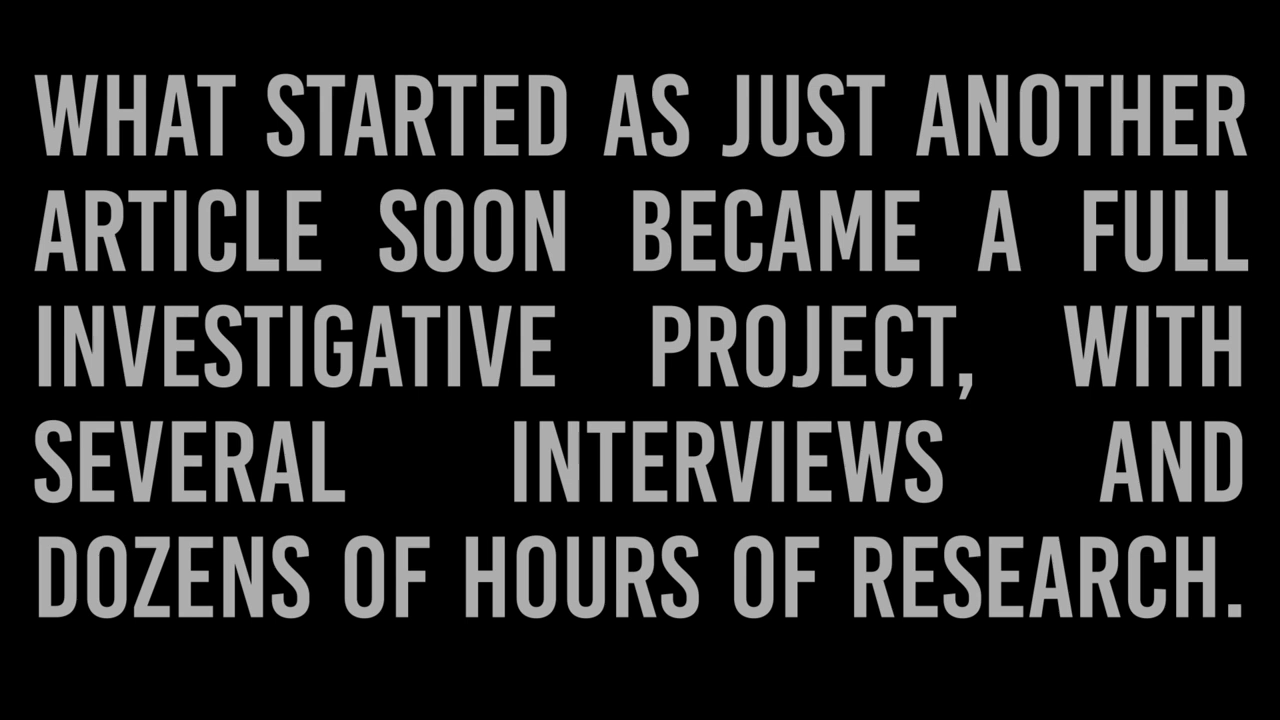 WHAT STARTED AS JUST ANOTHER
ARTICLE SOON BECAME A FULL
INVESTIGATIVE PROJECT, WITH
SEVERAL INTERVIEWS AND
DOZENS OF HOURS OF RESEARCH.